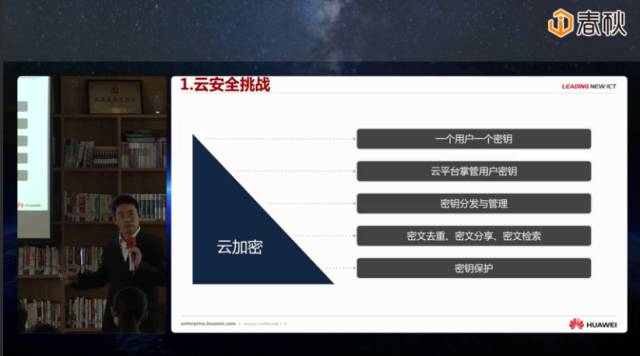 春秋
1.云安全挑战
LEADING NEW ICT
一个用户一个密钥
云平台掌管用户密钥
密钥分发与管理
云加密
密文去重、密文分享、密文检索
密钥保护
enterprise.huawei.com
HUAWEI
HUAWEI